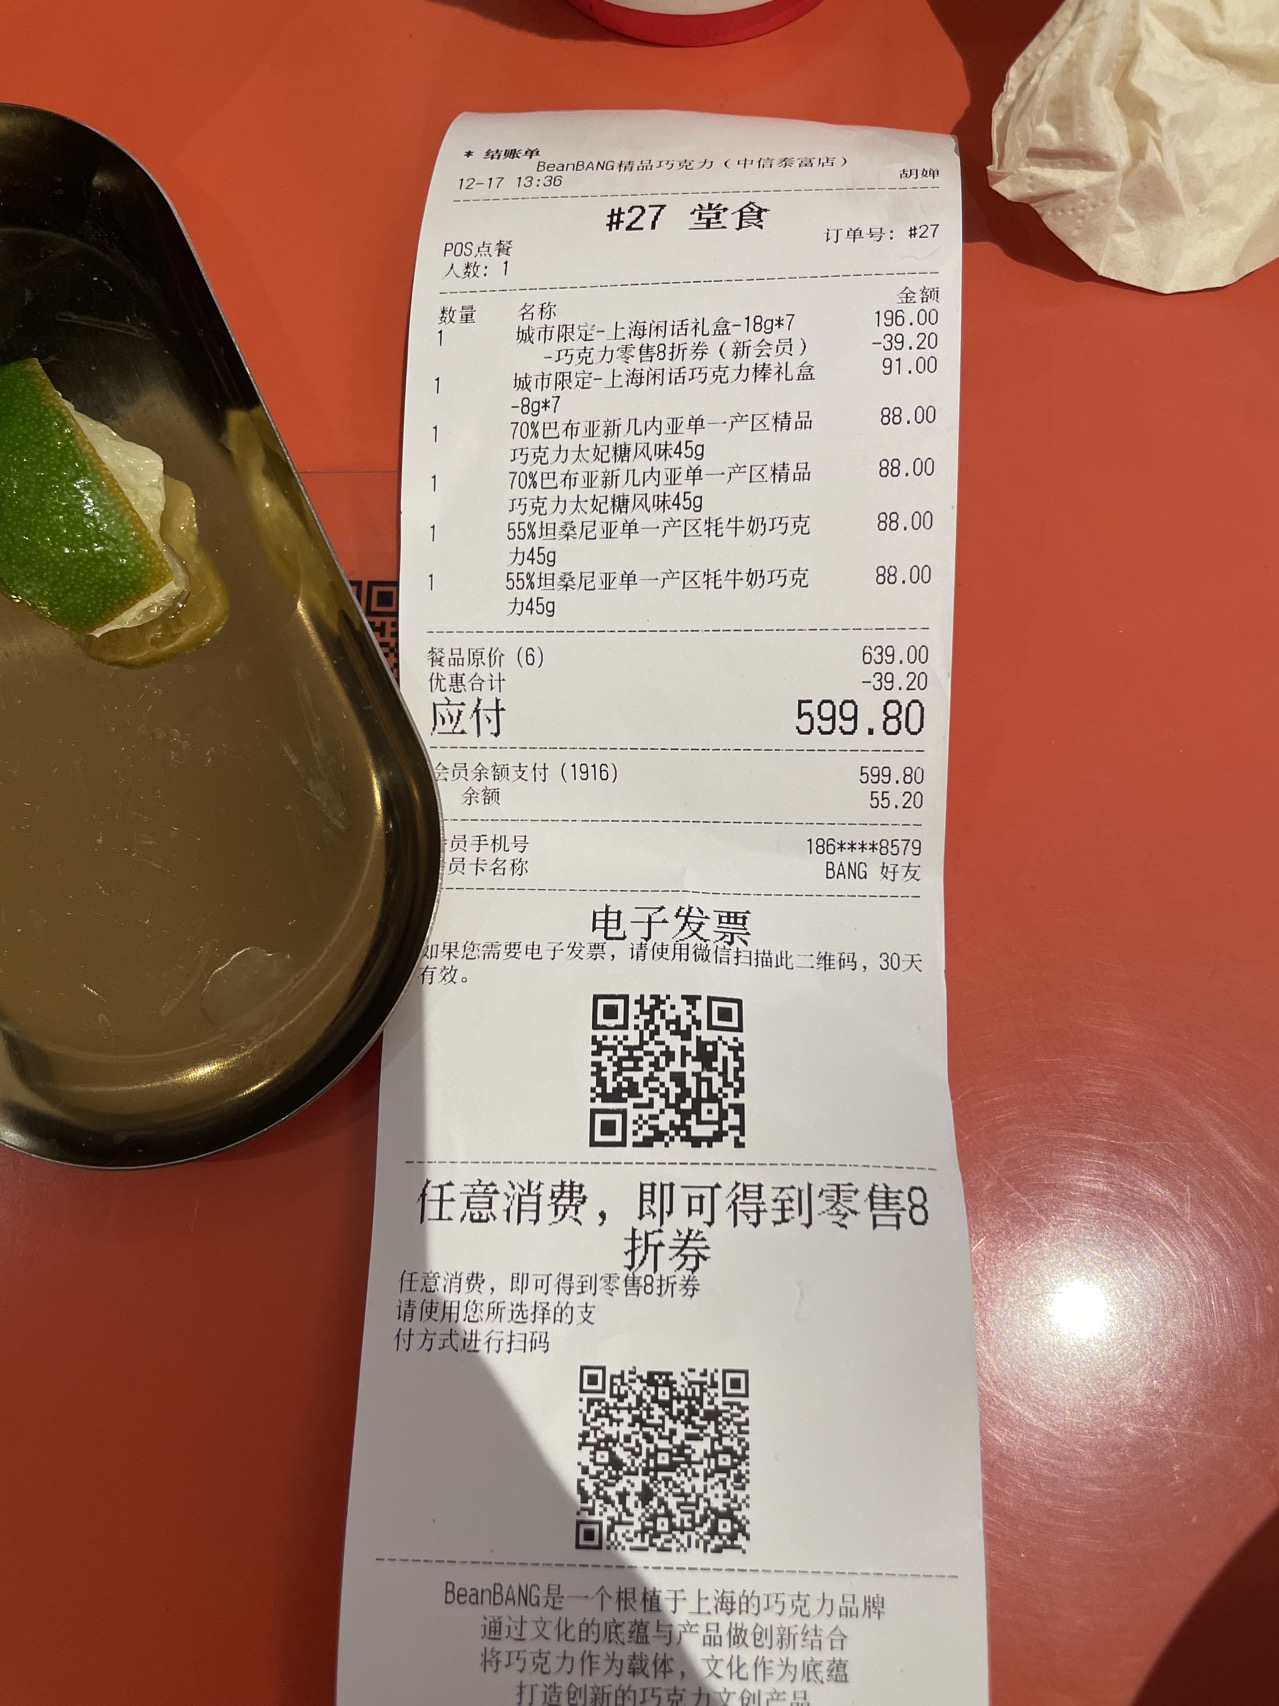 * 结账单
BeanBANG精品巧克力（中信泰富店）
12-17 13:36 胡婵
#27 堂食
POS点餐 订单号: #27
人数: 1
数量 名称 金额
1 城市限定-上海闲话礼盒-18g*7 196.00
-巧克力零售8折券（新会员） -39.20
1 城市限定-上海闲话巧克力棒礼盒 91.00
-8g*7
1 70%巴布亚新几内亚单一产区精品 88.00
巧克力太妃糖风味45g
1 70%巴布亚新几内亚单一产区精品 88.00
巧克力太妃糖风味45g
1 55%坦桑尼亚单一产区牦牛奶巧克 88.00
力45g
1 55%坦桑尼亚单一产区牦牛奶巧克 88.00
力45g
餐品原价 (6) 639.00
优惠合计 -39.20
应付 599.80
会员余额支付 (1916) 599.80
余额 55.20
员手机号 186****8579
员卡名称 BANG 好友
电子发票
如果您需要电子发票，请使用微信扫描此二维码，30天
有效。
任意消费，即可得到零售8
折券
任意消费，即可得到零售8折券
请使用您所选择的支
付方式进行扫码
BeanBANG是一个根植于上海的巧克力品牌
通过文化的底蕴与产品做创新结合
将巧克力作为载体，文化作为底蕴
打造创新的巧克力文创产品